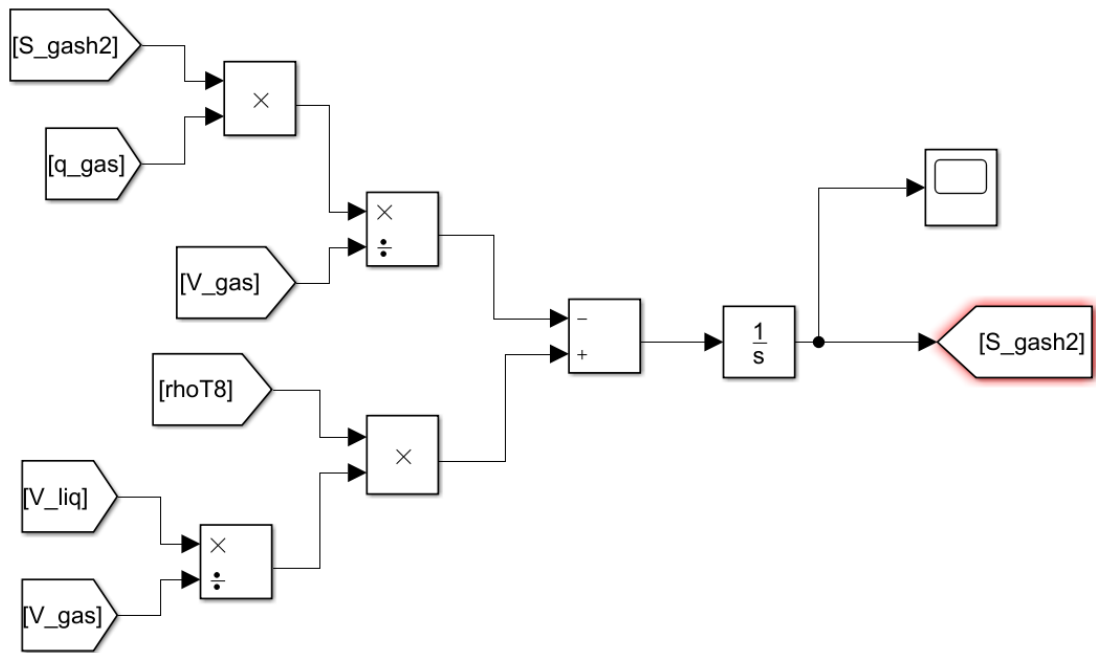 [S_gash2]
×
[q_gas]
×
÷
[V_gas]
−
+
1
s
[S_gash2]
[rhoT8]
×
[V_liq]
×
÷
[V_gas]